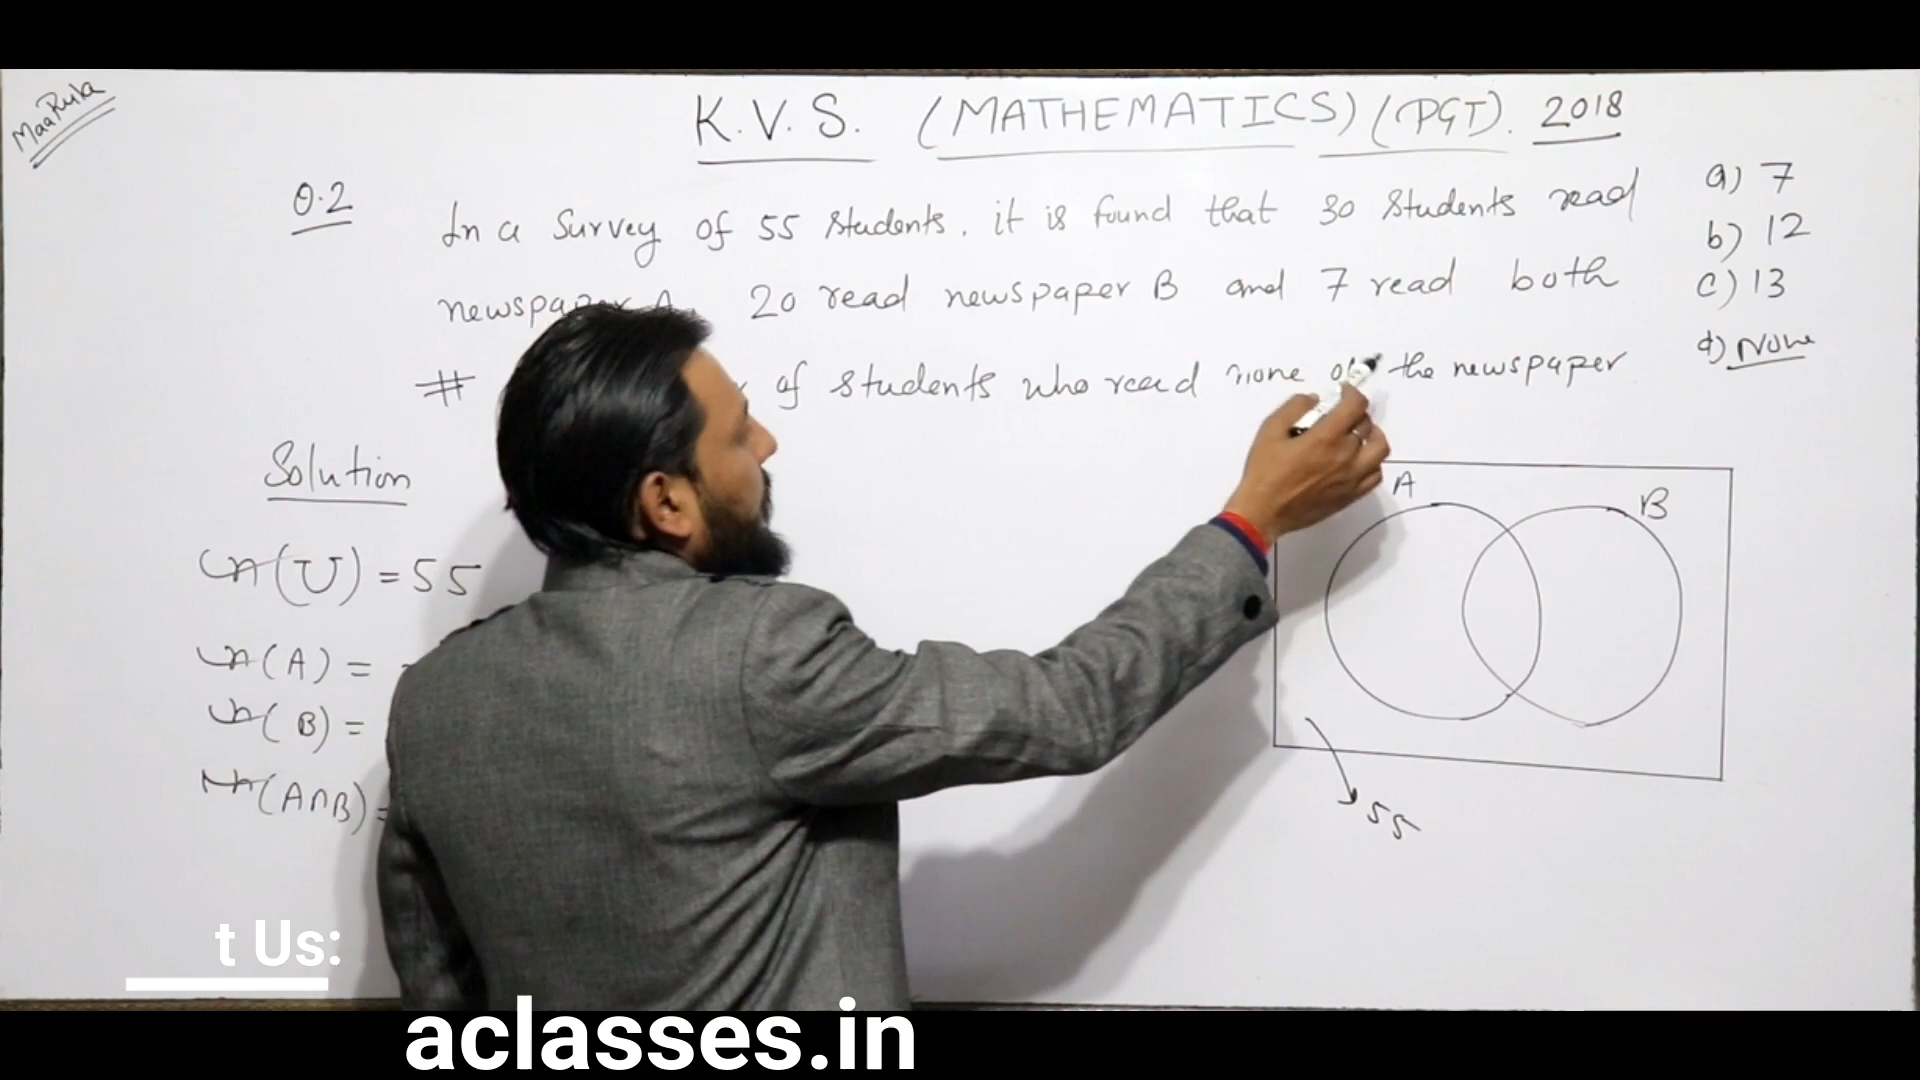 MaaRula
K.V.S. (MATHEMATICS) (PGT). 2018
Q.2 In a Survey of 55 Students, it is found that 30 Students read
newspaper A 20 read newspaper B and 7 read both
# of students who read none of the newspaper
a) 7
b) 12
c) 13
d) None
Solution
n(U) = 55
n(A) =
n(B) =
n(A∩B) =
A
B
55
t Us:
aclasses.in